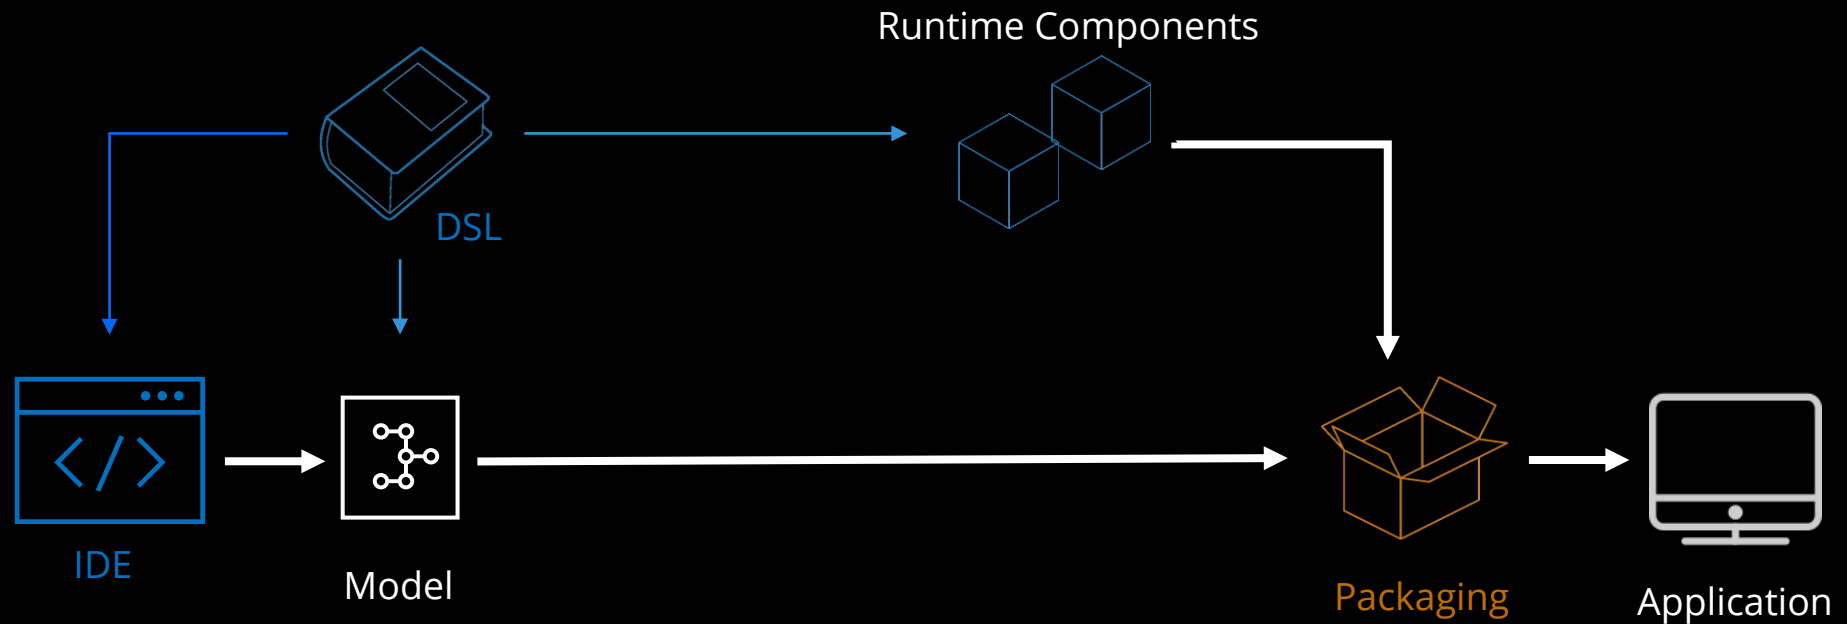 Runtime Components
DSL
IDE
Model
Packaging
Application